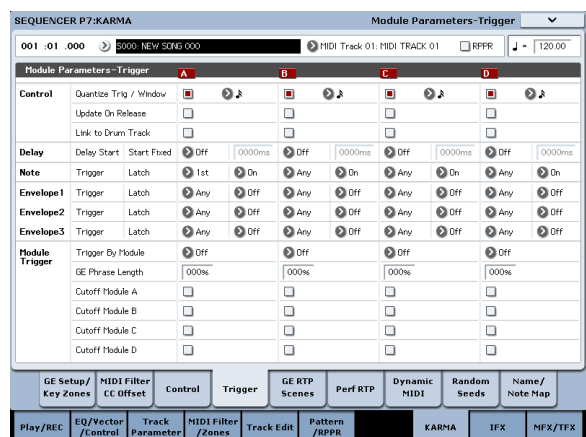 SEQUENCER P7:KARMA Module Parameters-Trigger
001 :01 .000 S000: NEW SONG 000 MIDI Track 01: MIDI TRACK 01 RPPR ♩ = 120.00
Module Parameters-Trigger A B C D
Control Quantize Trig / Window ♪ ♪ ♪ ♪
Update On Release
Link to Drum Track
Delay Delay Start Start Fixed Off 0000ms Off 0000ms Off 0000ms Off 0000ms
Note Trigger Latch 1st On Any On Any On Any On
Envelope1 Trigger Latch Any Off Any Off Any Off Any Off
Envelope2 Trigger Latch Any Off Any Off Any Off Any Off
Envelope3 Trigger Latch Any Off Any Off Any Off Any Off
Module Trigger By Module Off Off Off Off
Trigger
GE Phrase Length 000% 000% 000% 000%
Cutoff Module A
Cutoff Module B
Cutoff Module C
Cutoff Module D
GE Setup/ MIDI Filter Control Trigger GE RTP Perf RTP Dynamic Random Name/
Key Zones CC Offset Scenes MIDI Seeds Note Map
Play/REC EQ/Vector Track MIDI Filter Track Edit Pattern KARMA IFX MFX/TFX
/Control Parameter /Zones /RPPR